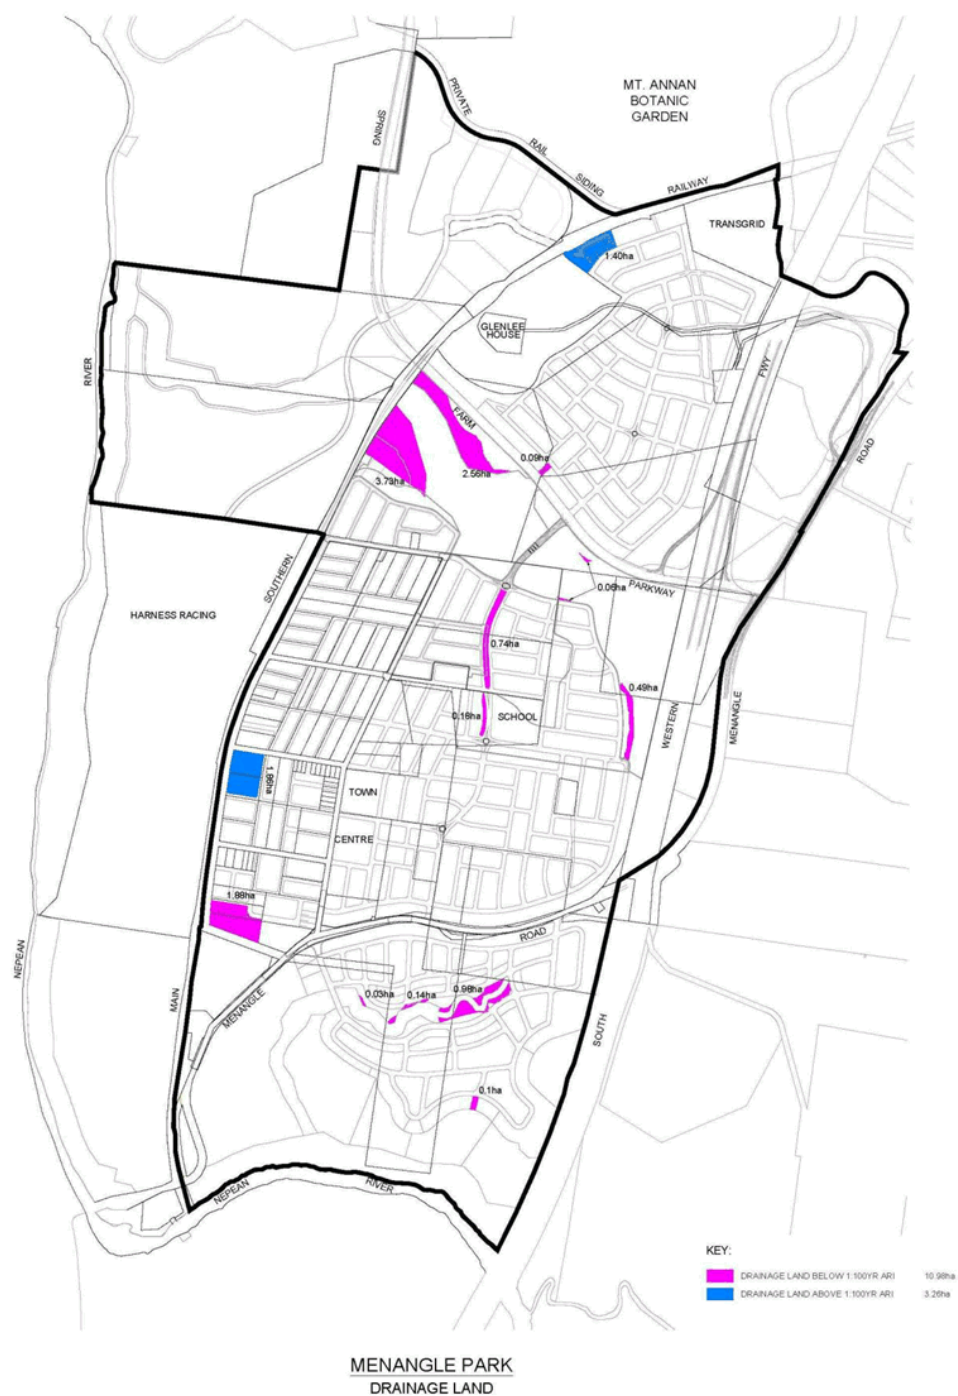 MT. ANNAN
BOTANIC
GARDEN
PRIVATE
SPRING
RAIL
SIDING
RAILWAY
TRANSGRID
1.40ha
GLENLEE
HOUSE
RIVER
FWY
FARM
ROAD
0.09ha
2.56ha
3.73ha
SOUTHERN
PARKWAY
0.06ha
HARNESS RACING
0.74ha
0.49ha
0.16ha
SCHOOL
WESTERN
MENANGLE
1.86ha
TOWN
CENTRE
1.88ha
ROAD
NEPEAN
0.03ha
0.14ha
0.98ha
MAIN
MENANGLE
SOUTH
0.1ha
NEPEAN
RIVER
KEY:
DRAINAGE LAND BELOW 1:100YR ARI 10.98ha
DRAINAGE LAND ABOVE 1:100YR ARI 3.26ha
MENANGLE PARK
DRAINAGE LAND